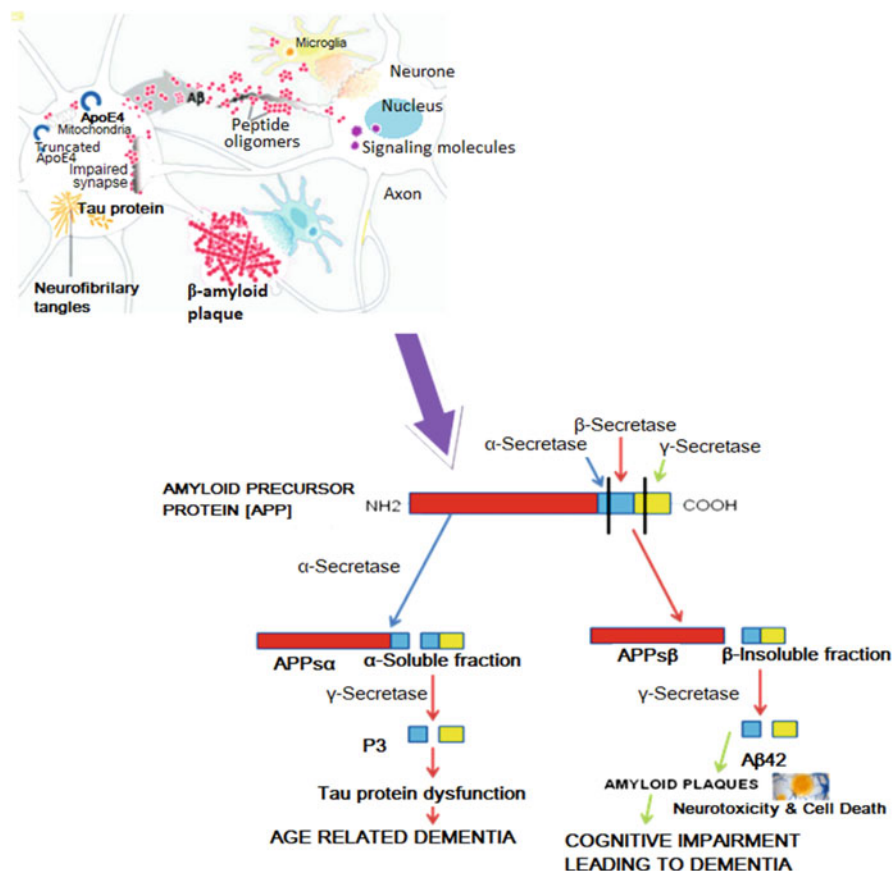 Microglia
Neurone
Aβ
Nucleus
ApoE4
Mitochondria
Peptide
oligomers
Truncated
ApoE4
Signaling molecules
Impaired
synapse
Axon
Tau protein
Neurofibrilary
tangles
β-amyloid
plaque
β-Secretase
α-Secretase
γ-Secretase
AMYLOID PRECURSOR
PROTEIN [APP]
NH2
COOH
α-Secretase
APPsα
α-Soluble fraction
APPsβ
β-Insoluble fraction
γ-Secretase
γ-Secretase
P3
Aβ42
Tau protein dysfunction
AMYLOID PLAQUES
Neurotoxicity & Cell Death
AGE RELATED DEMENTIA
COGNITIVE IMPAIRMENT
LEADING TO DEMENTIA